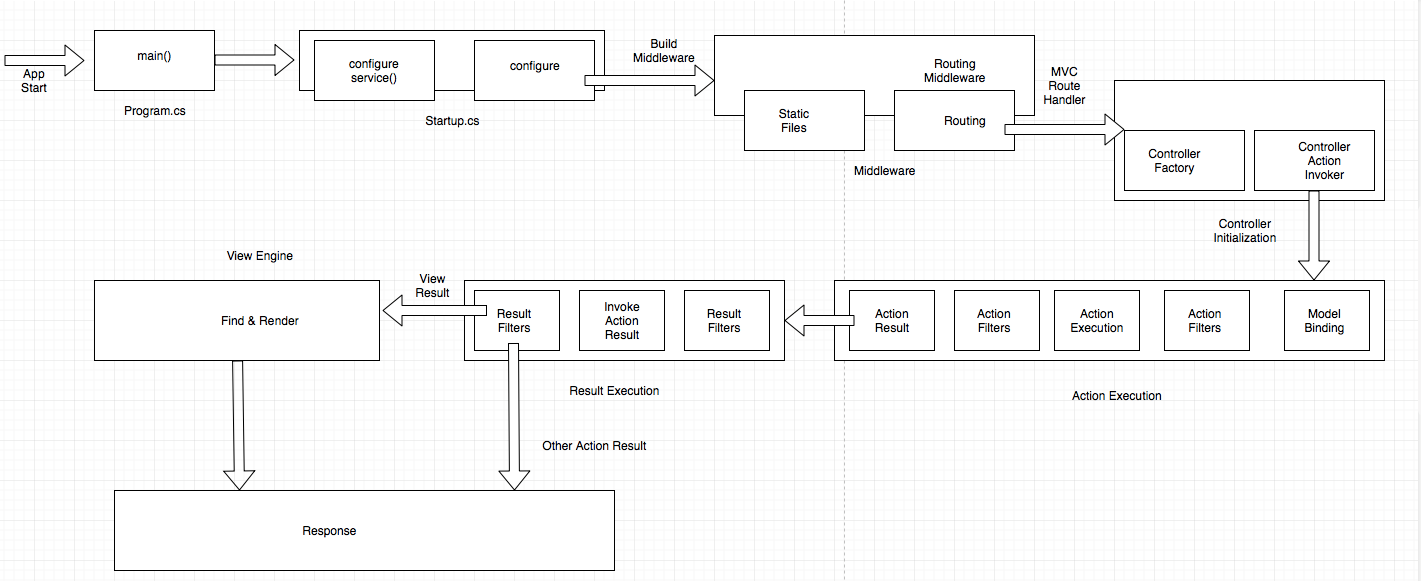 App
Start
main()
Program.cs
configure
service()
configure
Startup.cs
Build
Middleware
Routing
Middleware
Static
Files
Routing
Middleware
MVC
Route
Handler
Controller
Factory
Controller
Action
Invoker
Controller
Initialization
Model
Binding
Action
Filters
Action
Execution
Action
Filters
Action
Result
Action Execution
Result
Filters
Invoke
Action
Result
Result
Filters
Result Execution
View
Result
View Engine
Find & Render
Other Action Result
Response